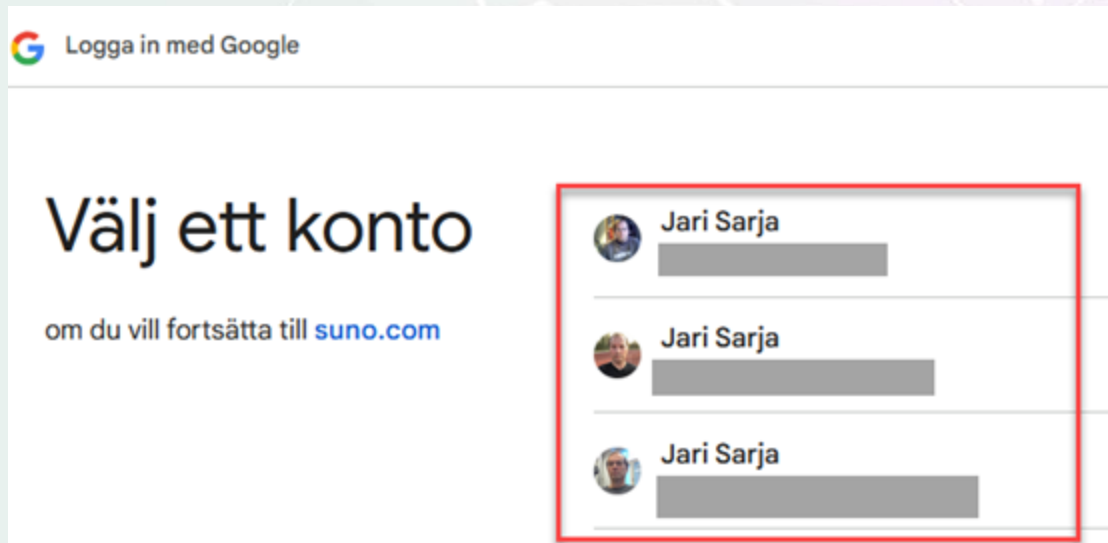 Logga in med Google
Välj ett konto
om du vill fortsätta till suno.com
Jari Sarja
Jari Sarja
Jari Sarja